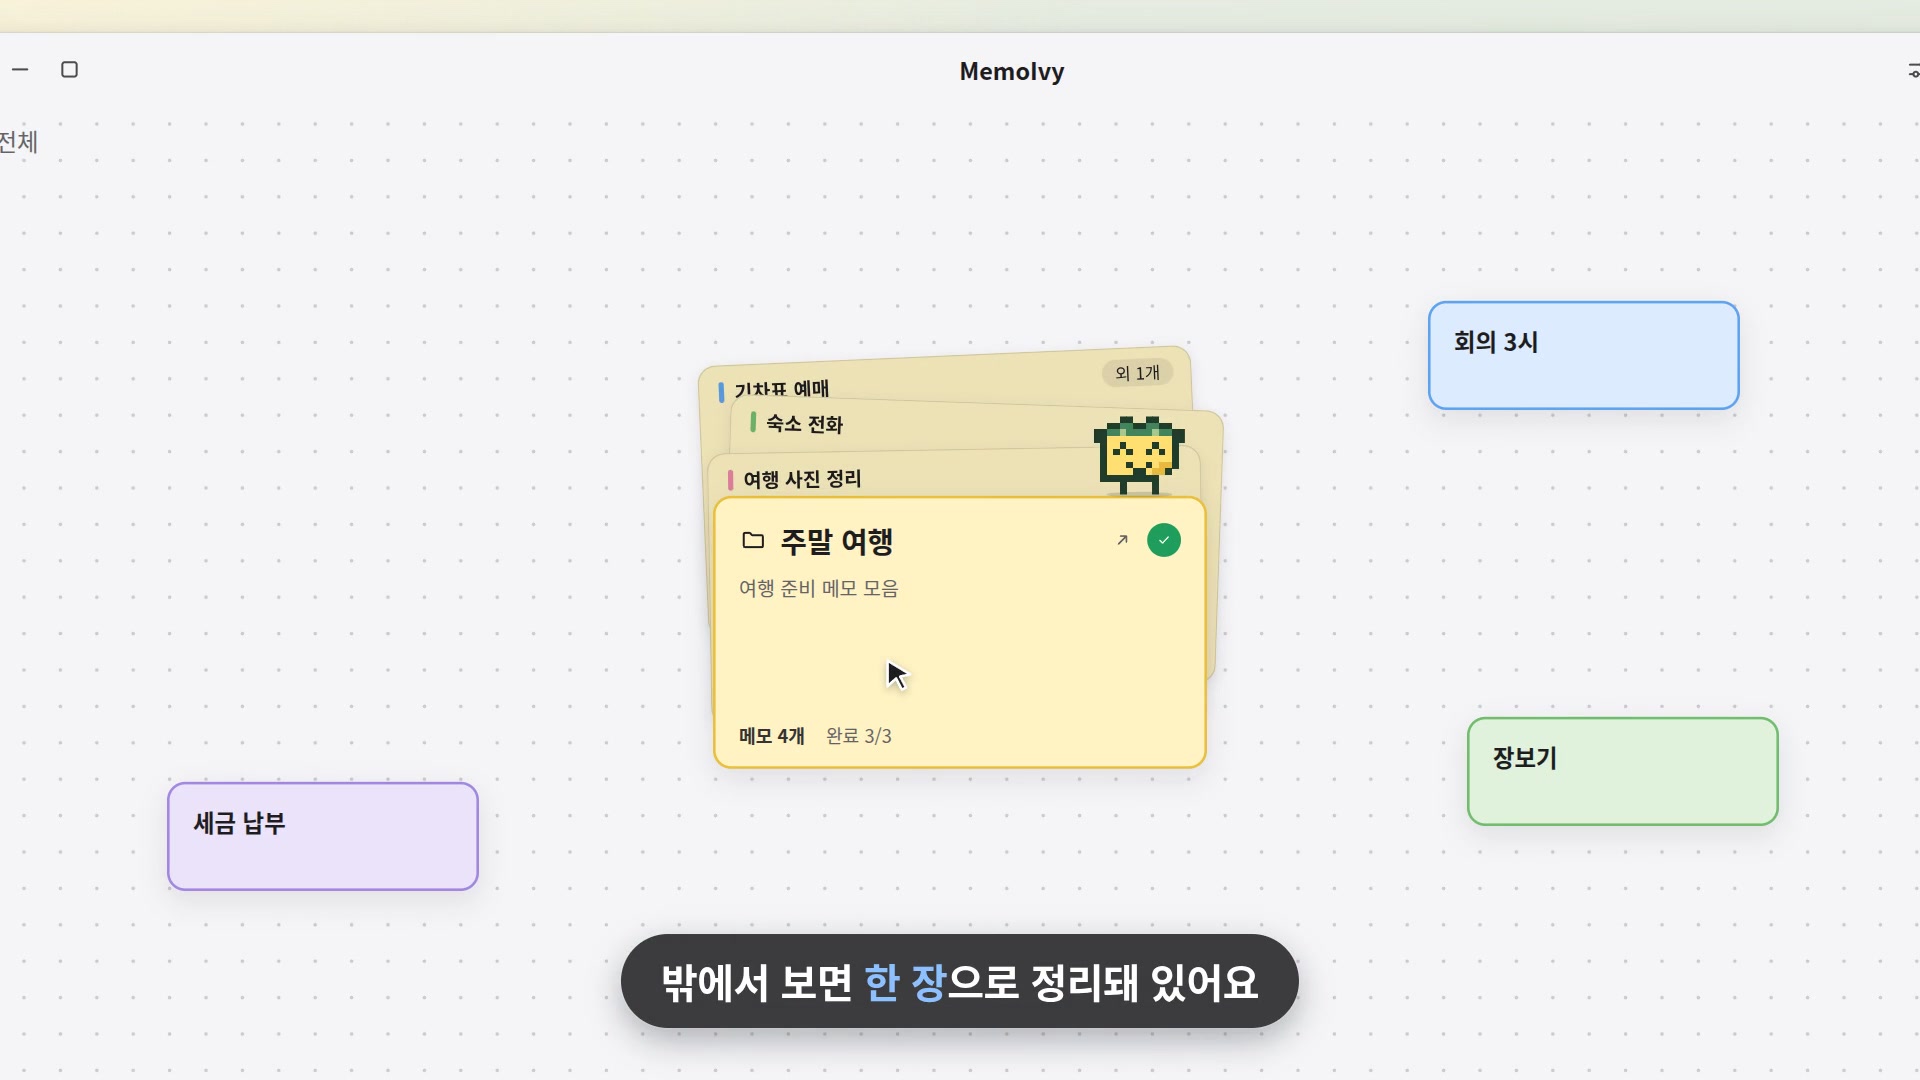 MemoIvy
전체
회의 3시
기차표 예매
외 1개
숙소 전화
여행 사진 정리
주말 여행
여행 준비 메모 모음
메모 4개 완료 3/3
장보기
세금 납부
밖에서 보면 한 장으로 정리돼 있어요